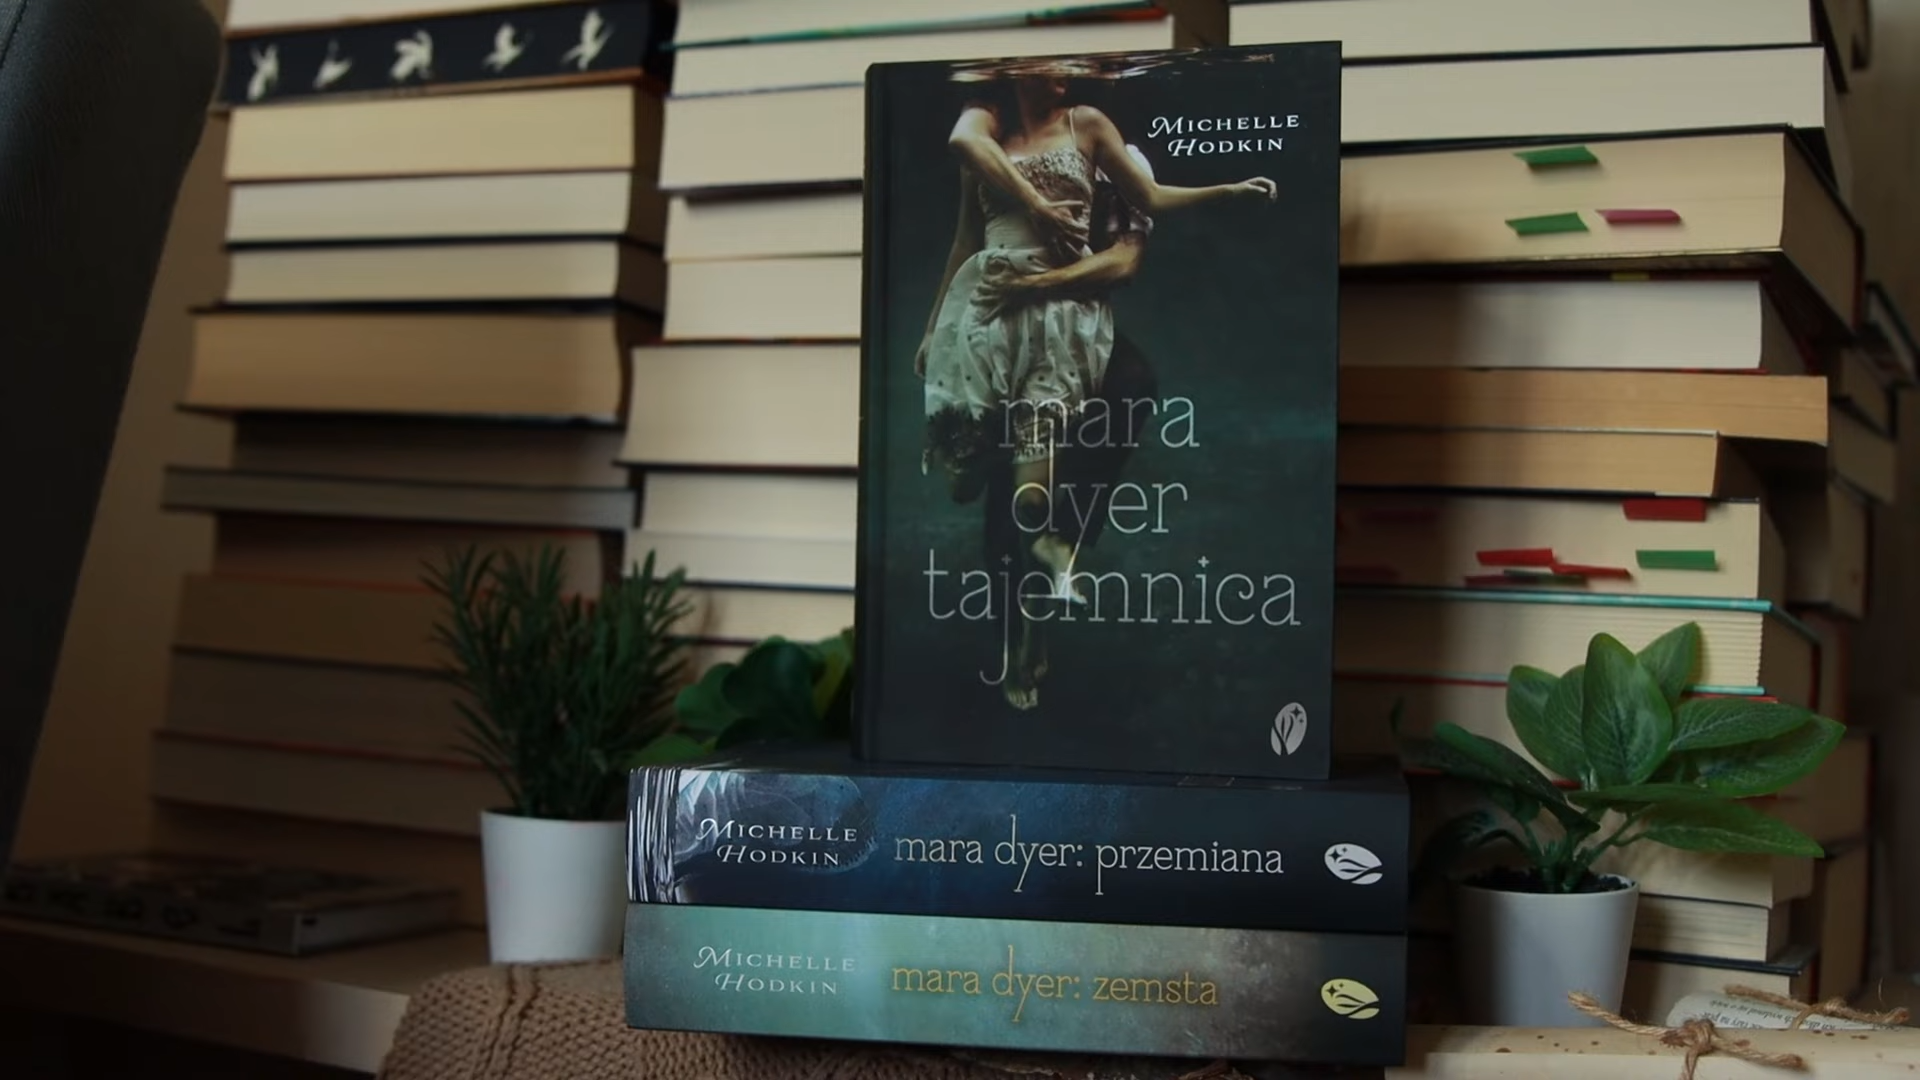 Michelle
Hodkin
mara
dyer
tajemnica
Michelle
Hodkin
mara dyer: przemiana
Michelle
Hodkin
mara dyer: zemsta